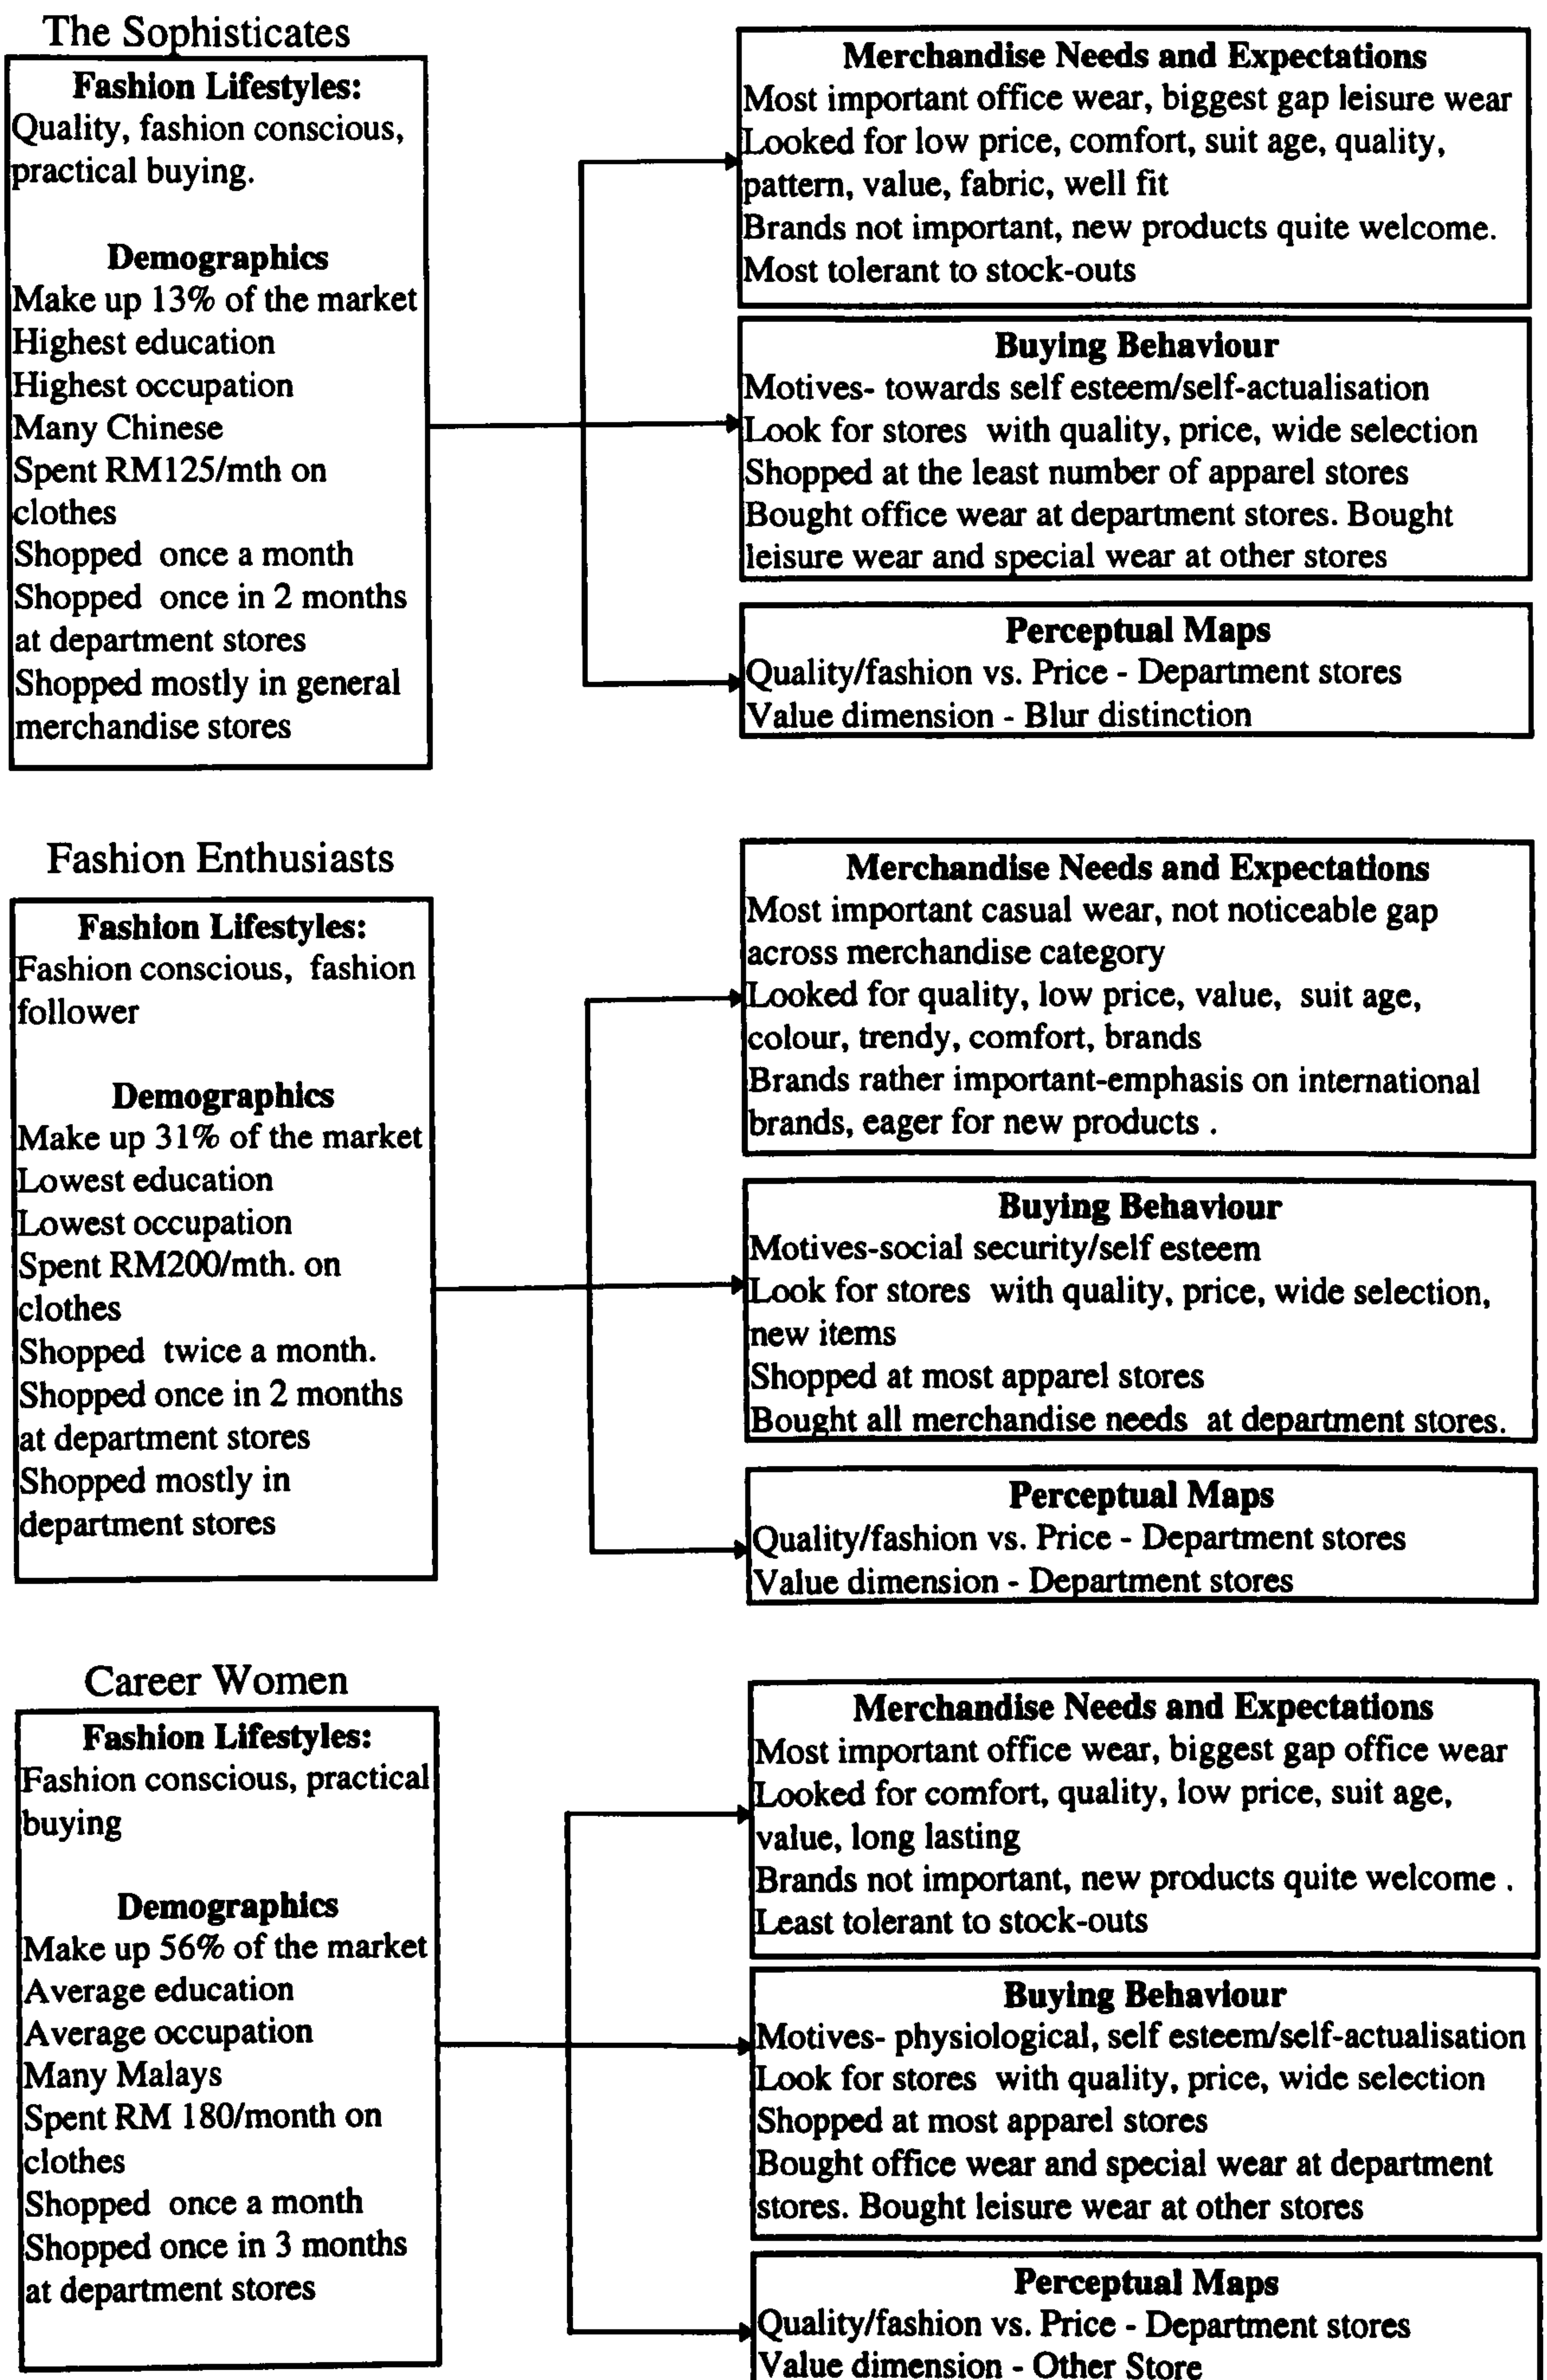 The Sophisticates
Fashion Lifestyles:
Quality, fashion conscious,
practical buying.
Demographics
Make up 13% of the market
Highest education
Highest occupation
Many Chinese
Spent RM125/mth on
clothes
Shopped once a month
Shopped once in 2 months
at department stores
Shopped mostly in general
merchandise stores
Merchandise Needs and Expectations
Most important office wear, biggest gap leisure wear
Looked for low price, comfort, suit age, quality,
pattern, value, fabric, well fit
Brands not important, new products quite welcome.
Most tolerant to stock-outs
Buying Behaviour
Motives- towards self esteem/self-actualisation
Look for stores with quality, price, wide selection
Shopped at the least number of apparel stores
Bought office wear at department stores. Bought
leisure wear and special wear at other stores
Perceptual Maps
Quality/fashion vs. Price - Department stores
Value dimension - Blur distinction
Fashion Enthusiasts
Fashion Lifestyles:
Fashion conscious, fashion
follower
Demographics
Make up 31% of the market
Lowest education
Lowest occupation
Spent RM200/mth. on
clothes
Shopped twice a month.
Shopped once in 2 months
at department stores
Shopped mostly in
department stores
Merchandise Needs and Expectations
Most important casual wear, not noticeable gap
across merchandise category
Looked for quality, low price, value, suit age,
colour, trendy, comfort, brands
Brands rather important-emphasis on international
brands, eager for new products .
Buying Behaviour
Motives-social security/self esteem
Look for stores with quality, price, wide selection,
new items
Shopped at most apparel stores
Bought all merchandise needs at department stores.
Perceptual Maps
Quality/fashion vs. Price - Department stores
Value dimension - Department stores
Career Women
Fashion Lifestyles:
Fashion conscious, practical
buying
Demographics
Make up 56% of the market
Average education
Average occupation
Many Malays
Spent RM 180/month on
clothes
Shopped once a month
Shopped once in 3 months
at department stores
Merchandise Needs and Expectations
Most important office wear, biggest gap office wear
Looked for comfort, quality, low price, suit age,
value, long lasting
Brands not important, new products quite welcome .
Least tolerant to stock-outs
Buying Behaviour
Motives- physiological, self esteem/self-actualisation
Look for stores with quality, price, wide selection
Shopped at most apparel stores
Bought office wear and special wear at department
stores. Bought leisure wear at other stores
Perceptual Maps
Quality/fashion vs. Price - Department stores
Value dimension - Other Store